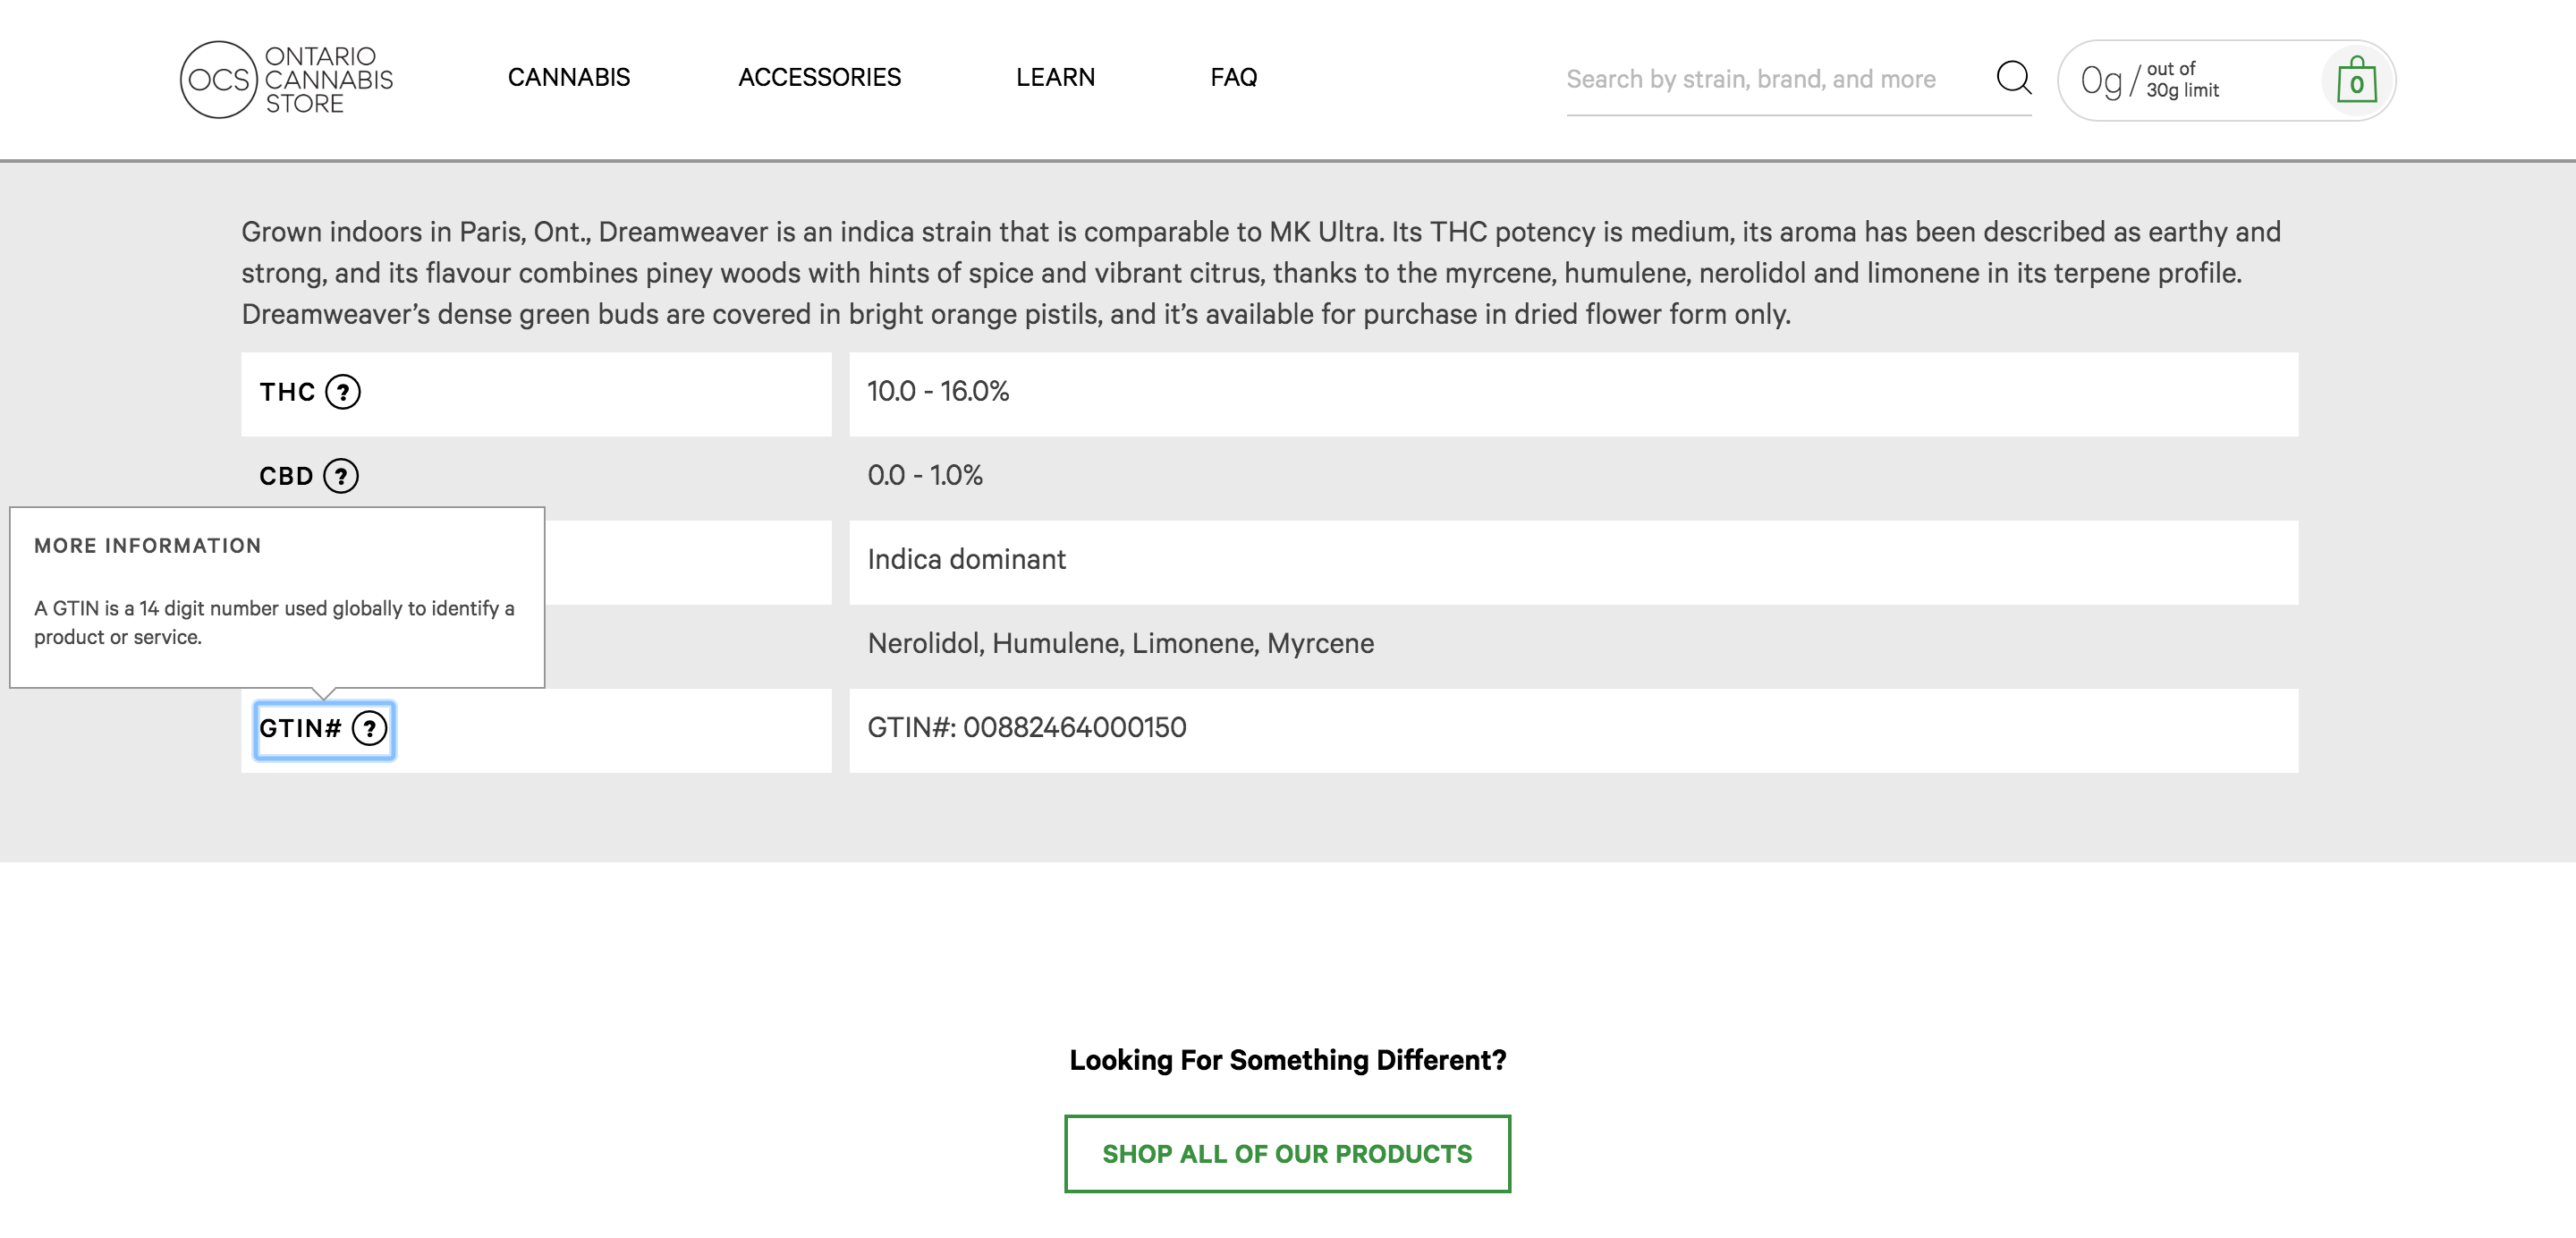 OCS
ONTARIO
CANNABIS
STORE
CANNABIS
ACCESSORIES
LEARN
FAQ
Search by strain, brand, and more
0g / out of
30g limit
0
Grown indoors in Paris, Ont., Dreamweaver is an indica strain that is comparable to MK Ultra. Its THC potency is medium, its aroma has been described as earthy and
strong, and its flavour combines piney woods with hints of spice and vibrant citrus, thanks to the myrcene, humulene, nerolidol and limonene in its terpene profile.
Dreamweaver’s dense green buds are covered in bright orange pistils, and it’s available for purchase in dried flower form only.
THC ?
10.0 - 16.0%
CBD ?
0.0 - 1.0%
MORE INFORMATION
A GTIN is a 14 digit number used globally to identify a
product or service.
Indica dominant
Nerolidol, Humulene, Limonene, Myrcene
GTIN# ?
GTIN#: 00882464000150
Looking For Something Different?
SHOP ALL OF OUR PRODUCTS